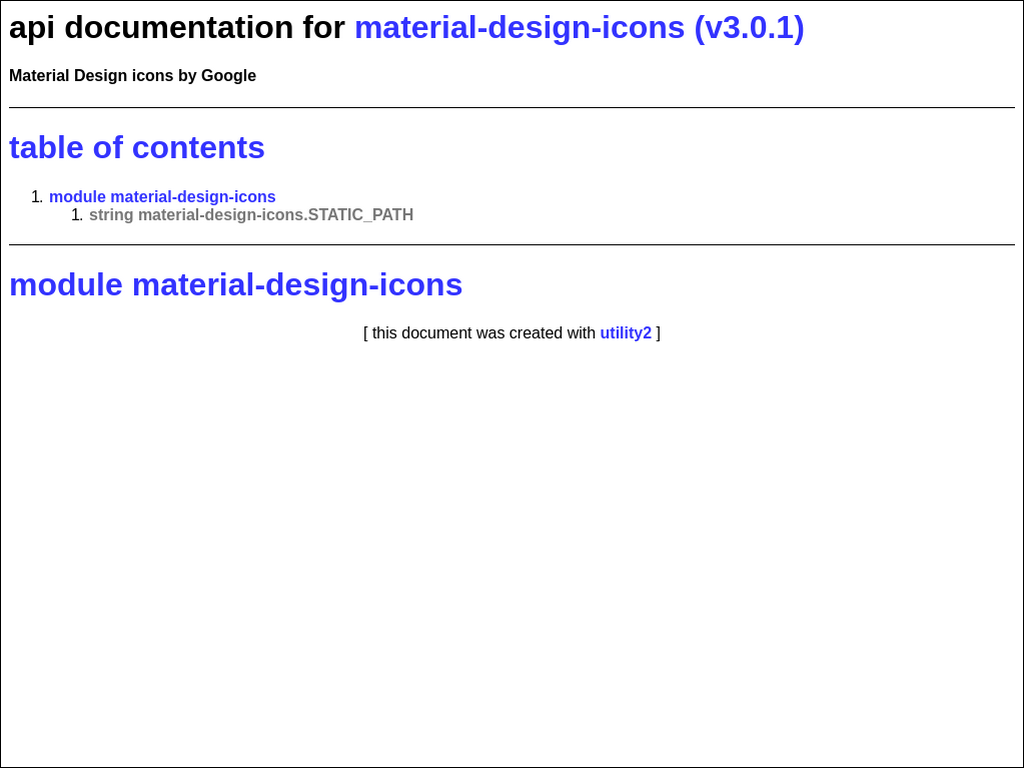 api documentation for material-design-icons (v3.0.1)
Material Design icons by Google
table of contents
1. module material-design-icons
1. string material-design-icons.STATIC_PATH
module material-design-icons
[ this document was created with utility2 ]